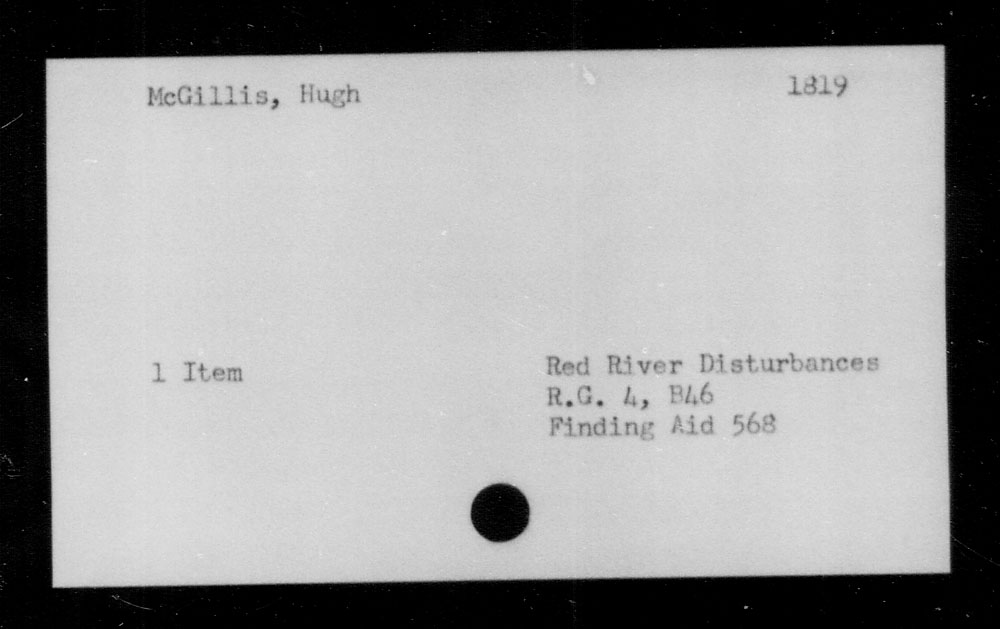 McGillis, Hugh 1819
1 Item
Red River Disturbances
R.G. 4, B46
Finding Aid 568